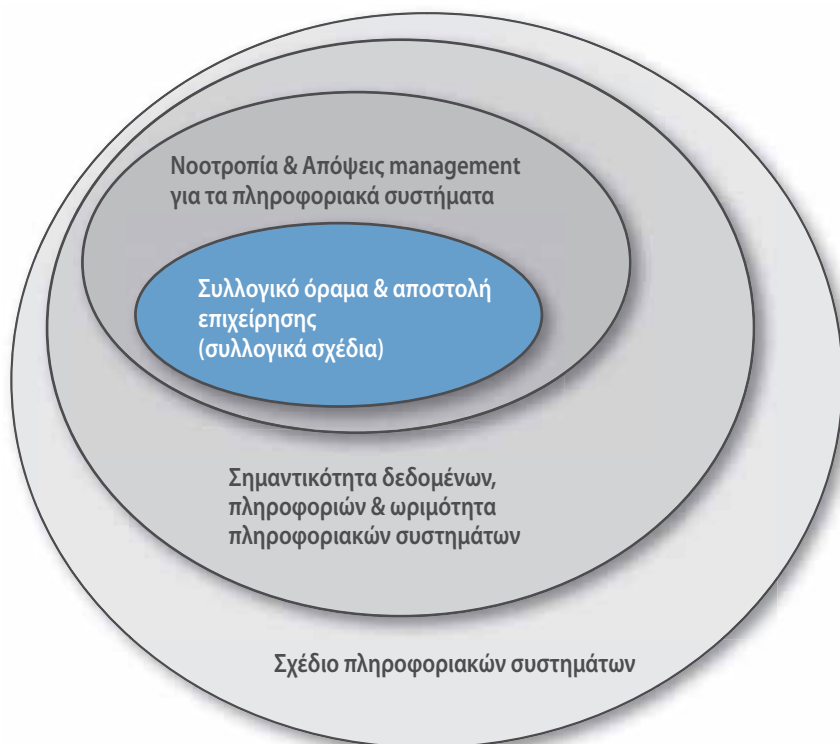 Νοοτροπία & Απόψεις management
για τα πληροφοριακά συστήματα
Συλλογικό όραμα & αποστολή
επιχείρησης
(συλλογικά σχέδια)
Σημαντικότητα δεδομένων,
πληροφοριών & ωριμότητα
πληροφοριακών συστημάτων
Σχέδιο πληροφοριακών συστημάτων